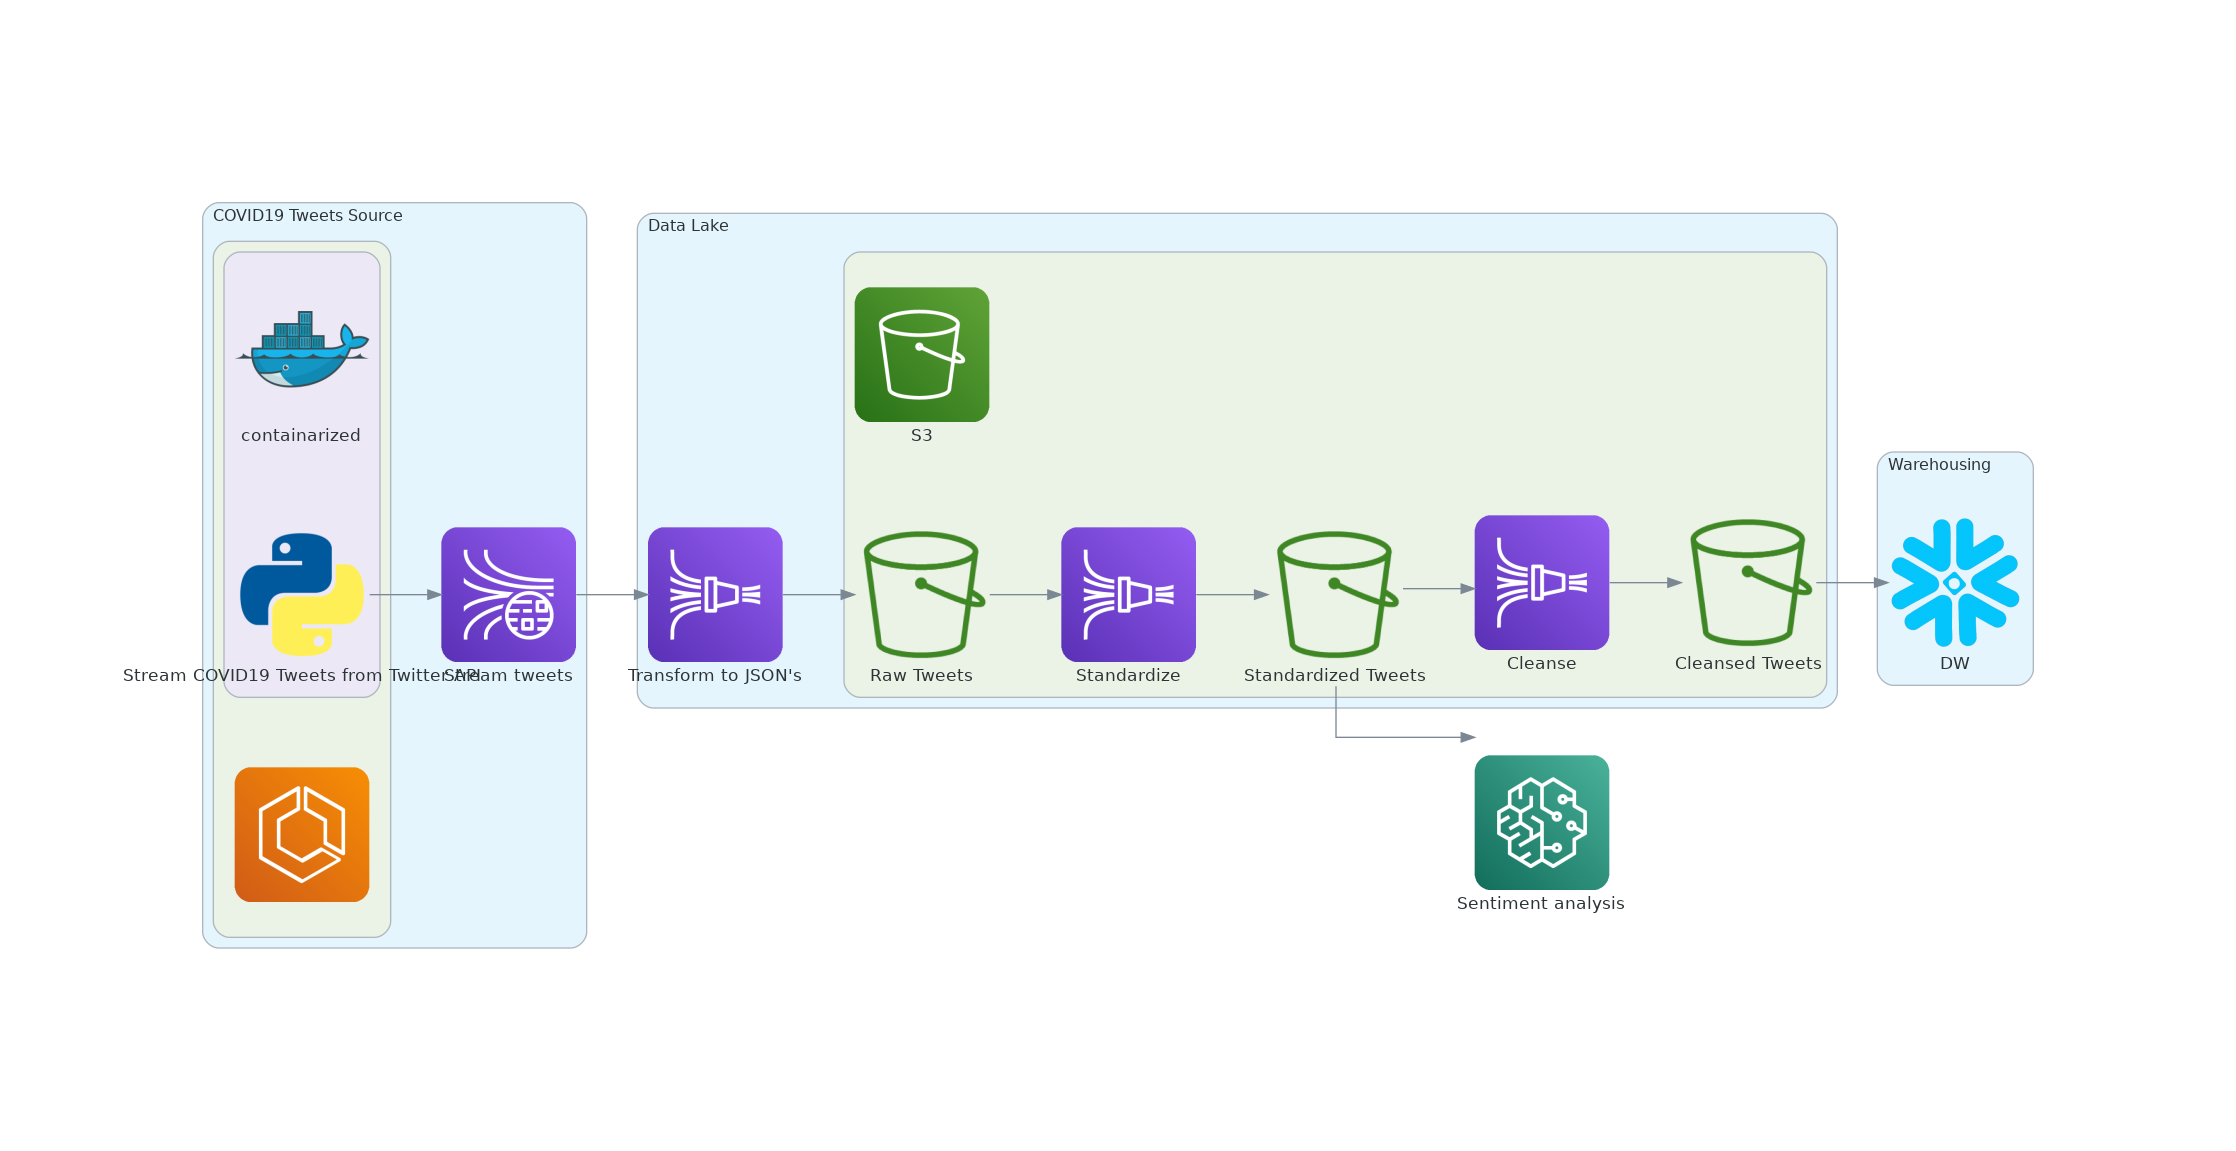 COVID19 Tweets Source
containarized
Stream COVID19 Tweets from Twitter API
Stream tweets
Data Lake
S3
Transform to JSON's
Raw Tweets
Standardize
Standardized Tweets
Cleanse
Cleansed Tweets
Warehousing
DW
Sentiment analysis